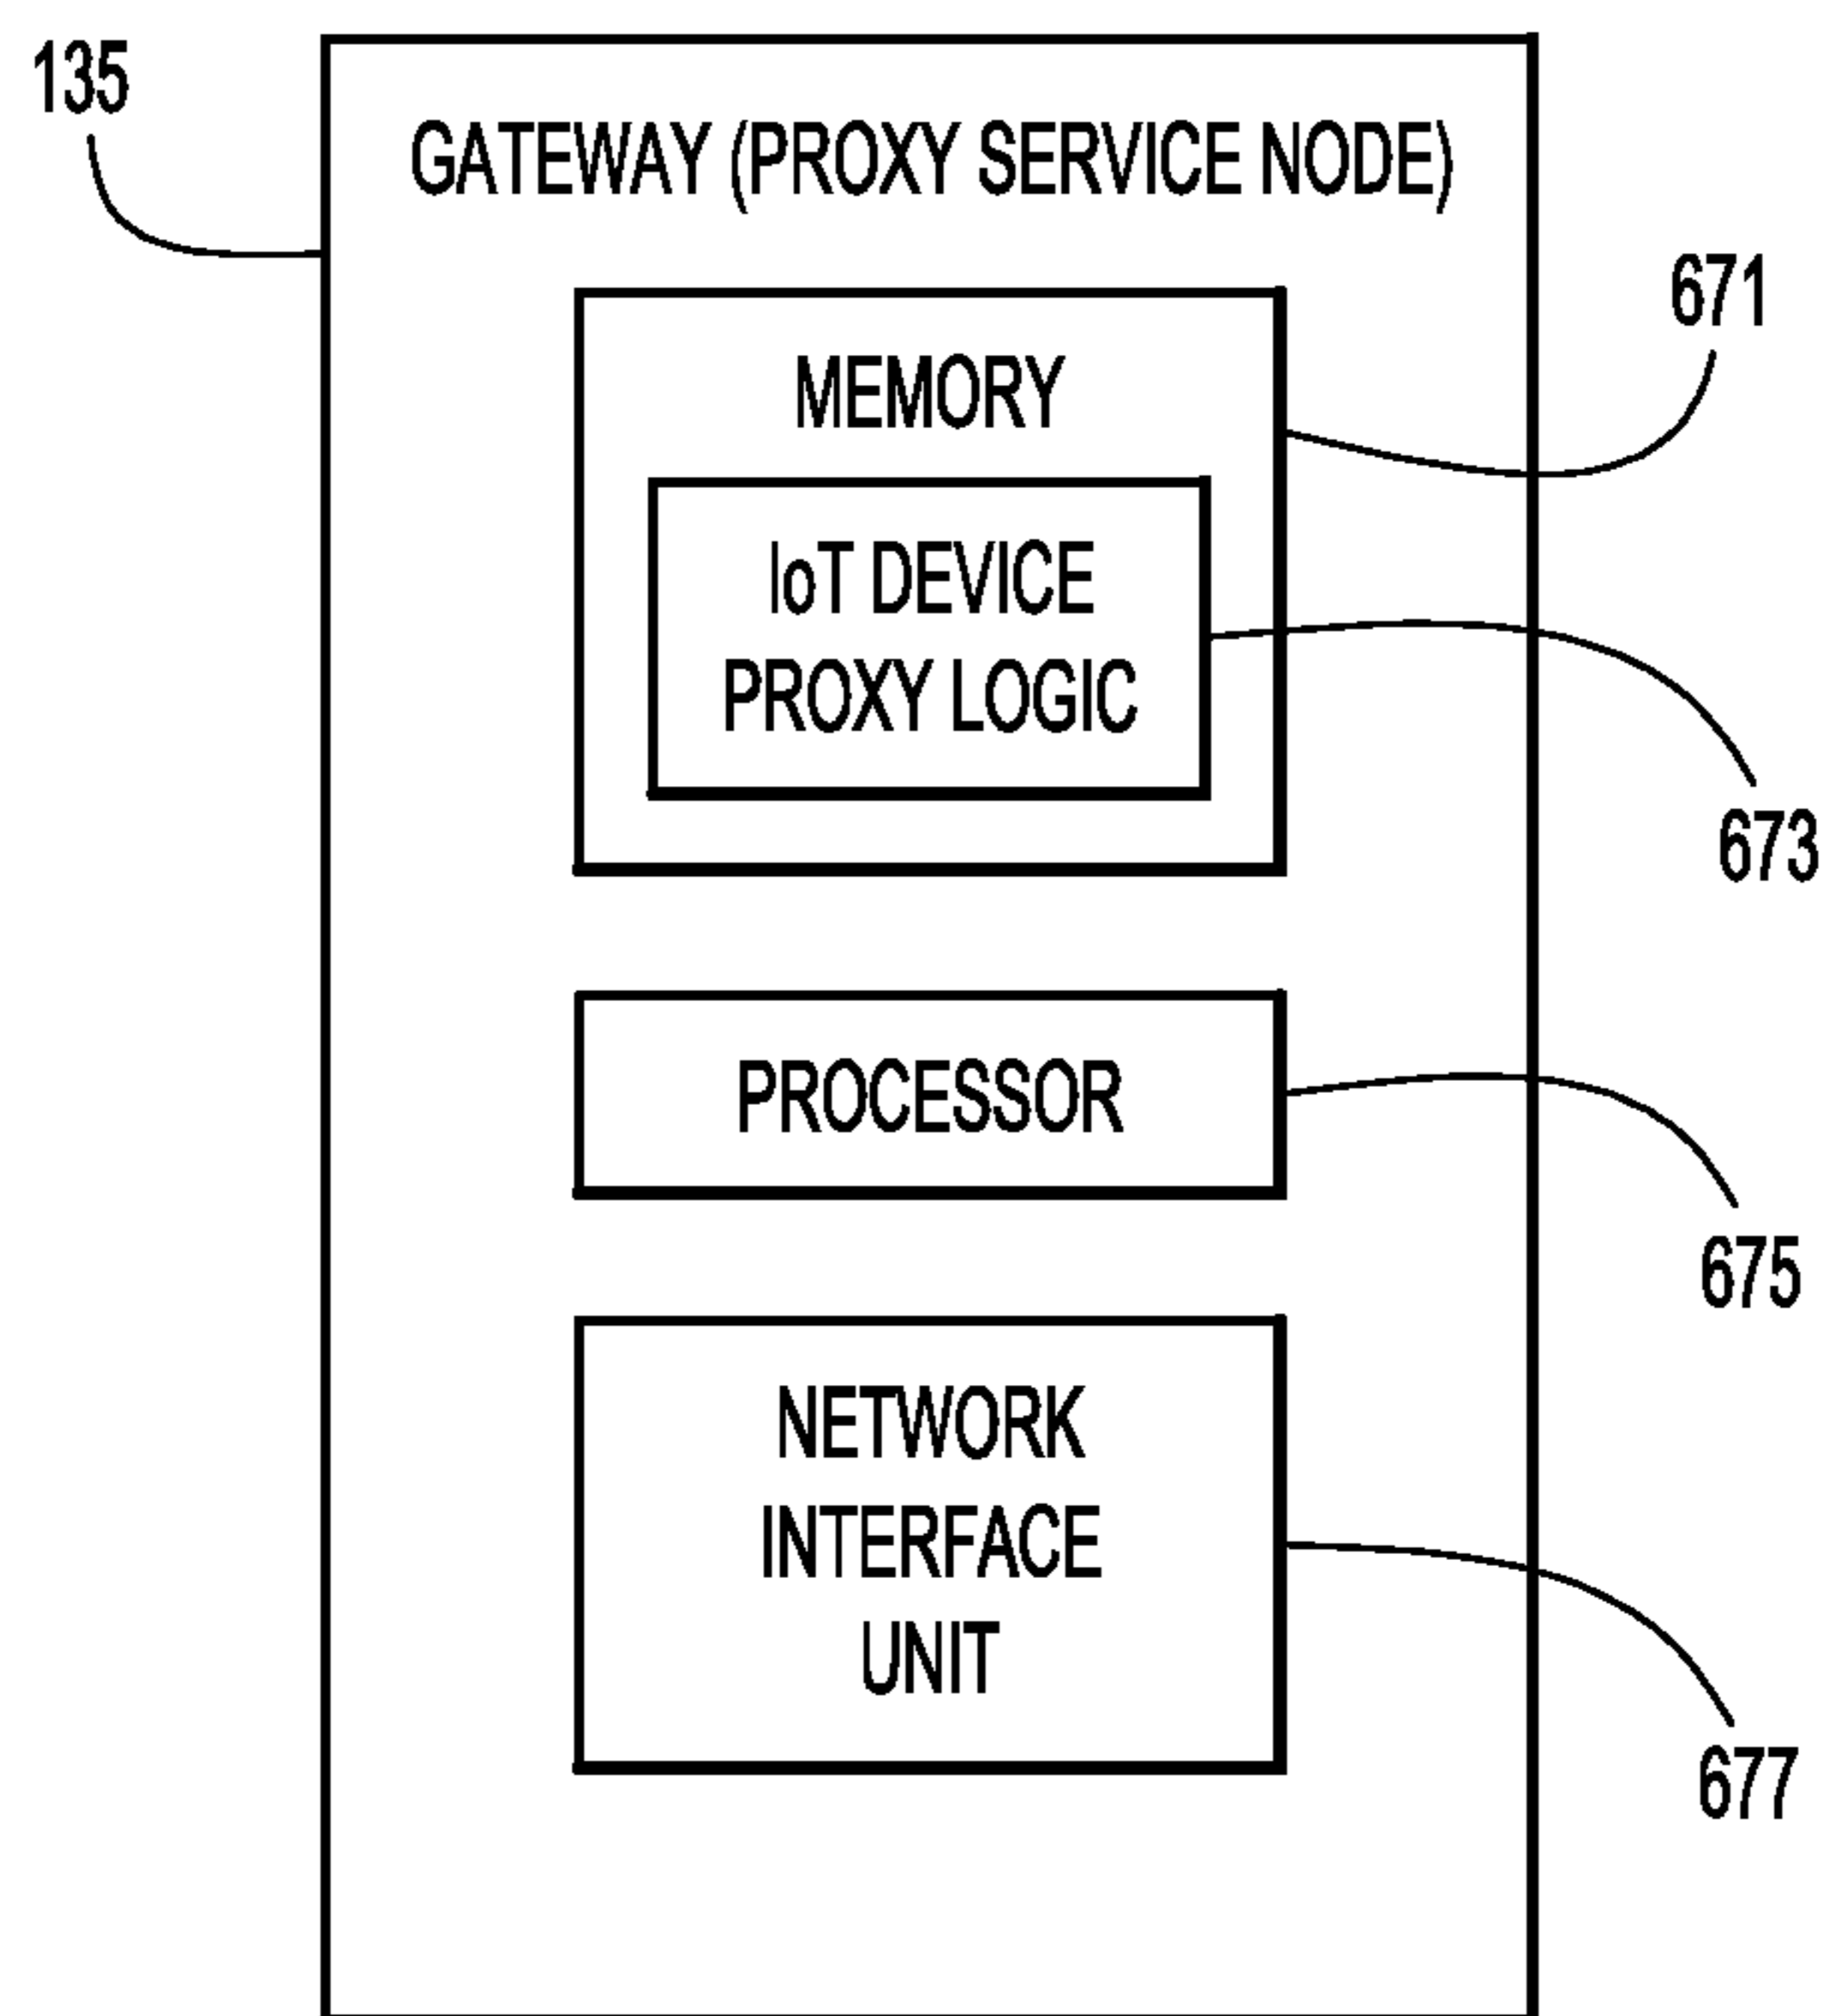 135
GATEWAY (PROXY SERVICE NODE)
671
MEMORY
IoT DEVICE
PROXY LOGIC
673
PROCESSOR
675
NETWORK
INTERFACE
UNIT
677